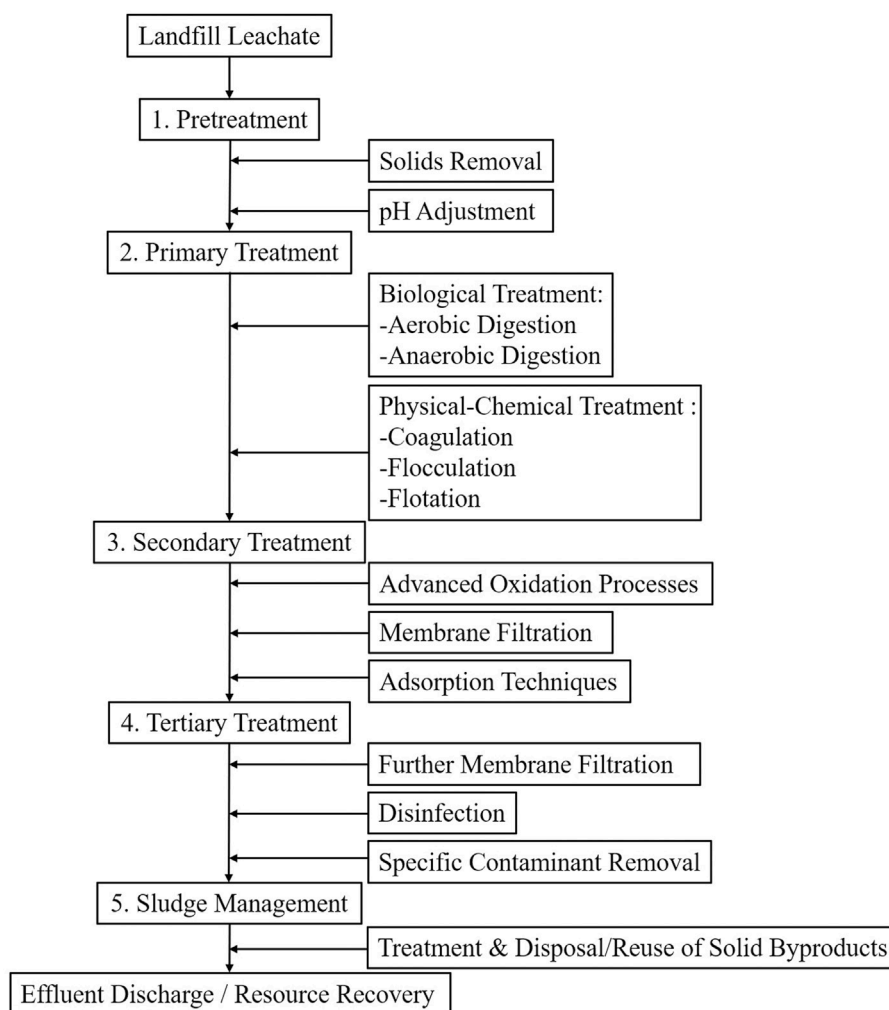 Landfill Leachate
1. Pretreatment
Solids Removal
pH Adjustment
2. Primary Treatment
Biological Treatment:
-Aerobic Digestion
-Anaerobic Digestion
Physical-Chemical Treatment :
-Coagulation
-Flocculation
-Flotation
3. Secondary Treatment
Advanced Oxidation Processes
Membrane Filtration
Adsorption Techniques
4. Tertiary Treatment
Further Membrane Filtration
Disinfection
Specific Contaminant Removal
5. Sludge Management
Treatment & Disposal/Reuse of Solid Byproducts
Effluent Discharge / Resource Recovery